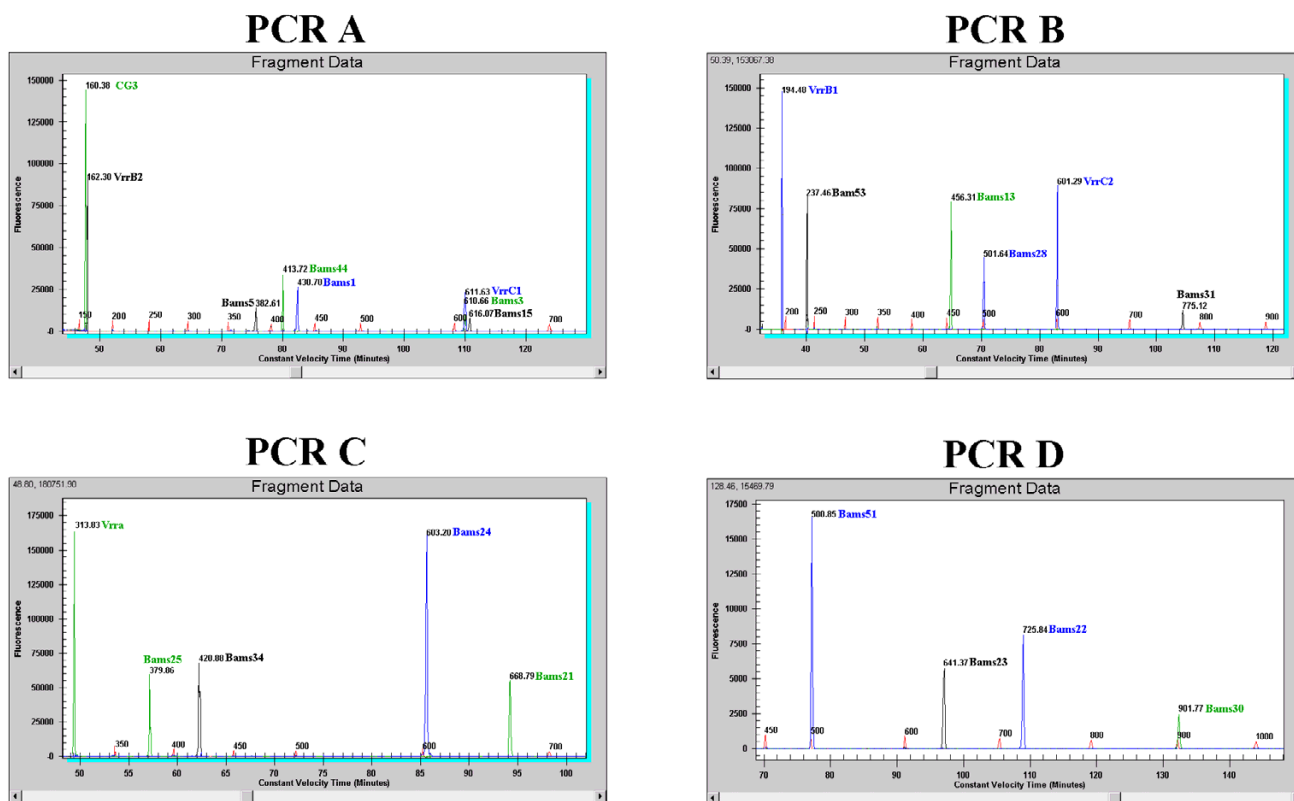 PCR A
Fragment Data
150000
125000
100000
75000
50000
25000
0
Fluorescence
160.38 CG3
162.30 VrrB2
Bams5 382.61
413.72 Bams44
430.70 Bams1
611.63 VrrC1
610.66 Bams3
616.07 Bams15
150 200 250 300 350 400 450 500 600 700
50 60 70 80 90 100 110 120
Constant Velocity Time (Minutes)
PCR B
50.39, 153067.38
Fragment Data
150000
125000
100000
75000
50000
25000
0
Fluorescence
194.48 VrrB1
237.46 Bam53
456.31 Bams13
501.64 Bams28
601.29 VrrC2
Bams31
775.12
200 250 300 350 400 450 500 600 700 800 900
40 50 60 70 80 90 100 110 120
Constant Velocity Time (Minutes)
PCR C
48.80, 180751.90
Fragment Data
175000
150000
125000
100000
75000
50000
25000
0
Fluorescence
313.83 Vrra
Bams25
379.06
420.88 Bams34
603.20 Bams24
668.79 Bams21
350 400 450 500 600 700
50 55 60 65 70 75 80 85 90 95 100
Constant Velocity Time (Minutes)
PCR D
128.46, 15469.79
Fragment Data
17500
15000
12500
10000
7500
5000
2500
0
Fluorescence
500.85 Bams51
641.37 Bams23
725.84 Bams22
901.77 Bams30
450 500 600 700 800 900 1000
70 80 90 100 110 120 130 140
Constant Velocity Time (Minutes)